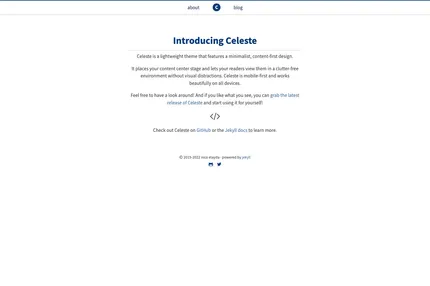 about
C
blog
Introducing Celeste
Celeste is a lightweight theme that features a minimalist, content-first design.
It places your content center stage and lets your readers view them in a clutter-free
environment without visual distractions. Celeste is mobile-first and works
beautifully on all devices.
Feel free to have a look around! And if you like what you see, you can grab the latest
release of Celeste and start using it for yourself!
</>
Check out Celeste on GitHub or the Jekyll docs to learn more.
powered by Jekyll